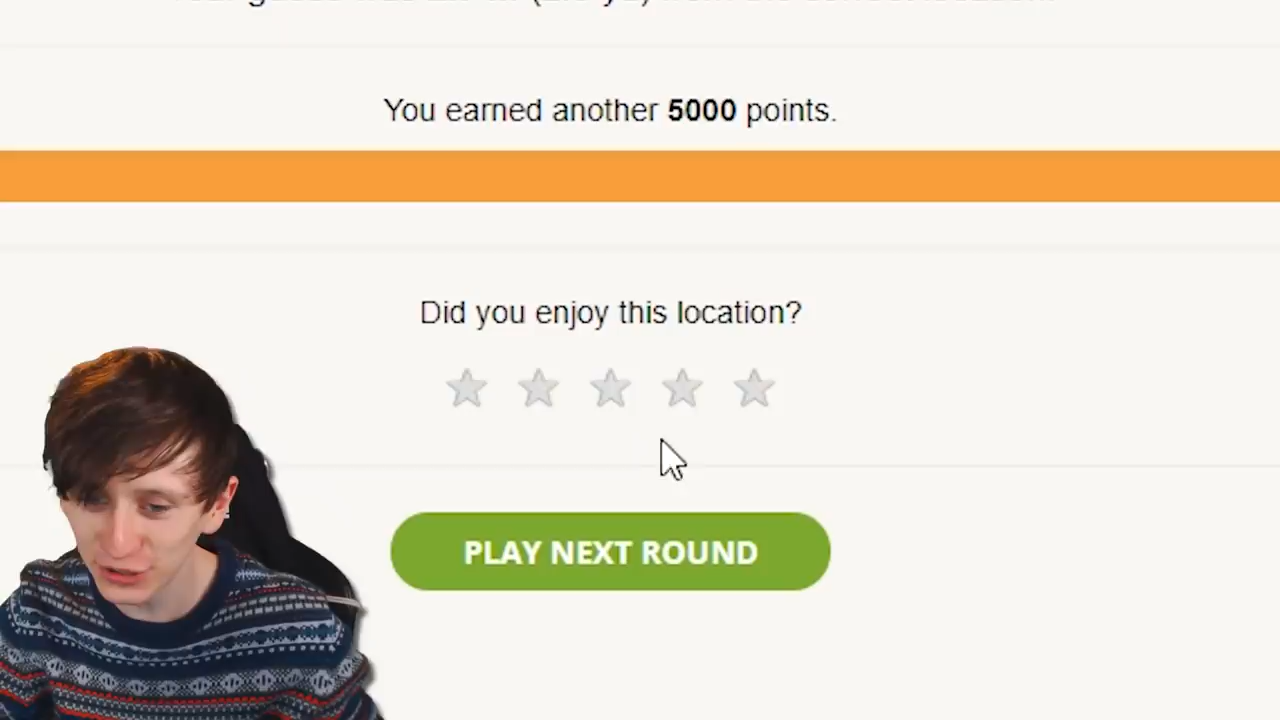 You earned another 5000 points.
Did you enjoy this location?
PLAY NEXT ROUND